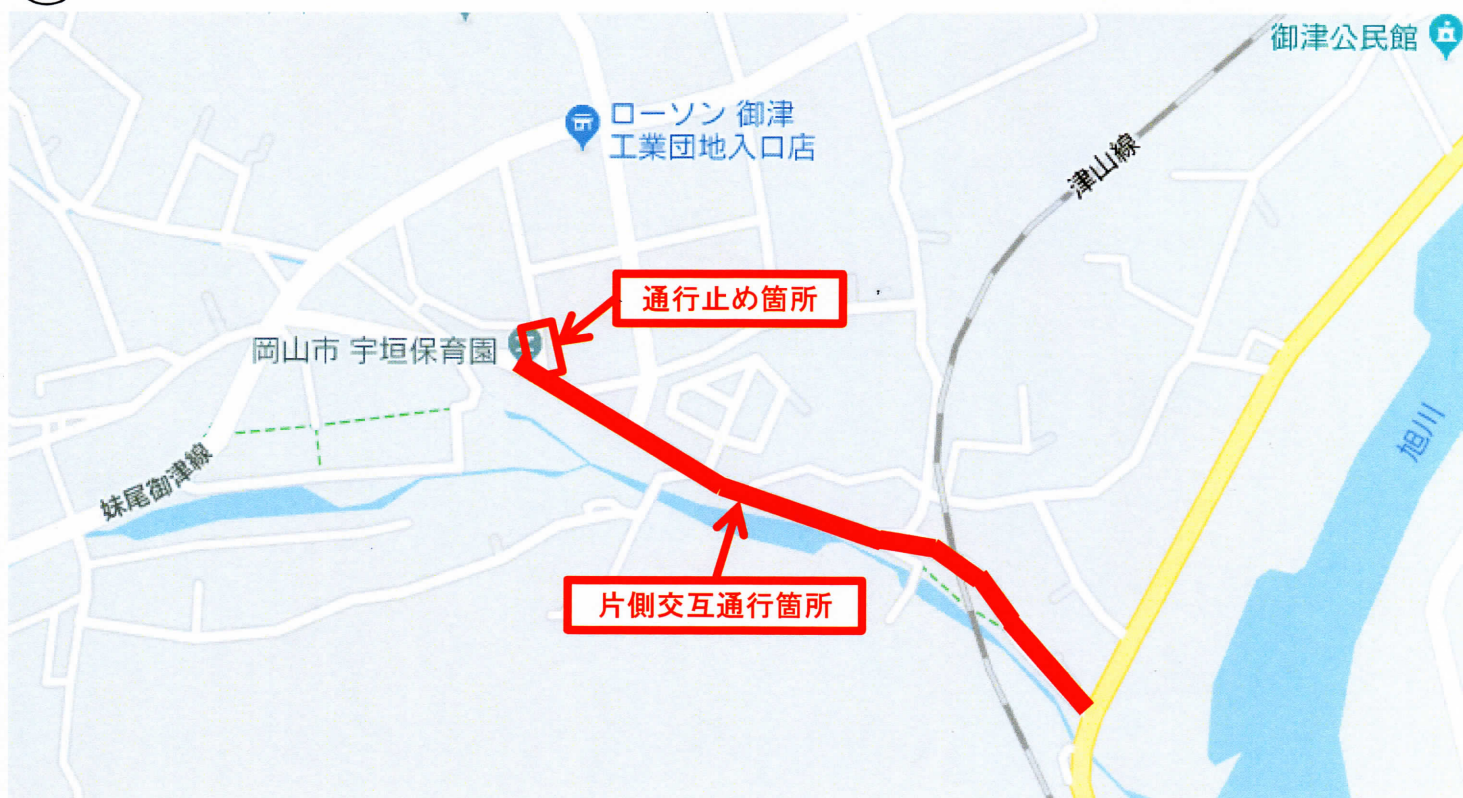 御津公民館
ローソン 御津
工業団地入口店
津山線
通行止め箇所
岡山市 宇垣保育園
旭川
妹尾御津線
片側交互通行箇所